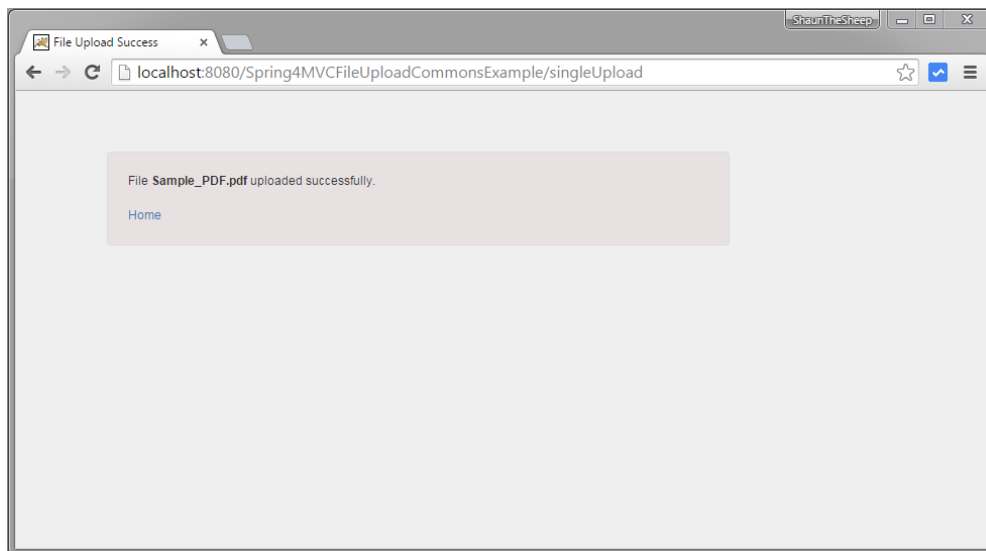 ShaunTheSheep
File Upload Success
localhost:8080/Spring4MVCFileUploadCommonsExample/singleUpload
File Sample_PDF.pdf uploaded successfully.
Home